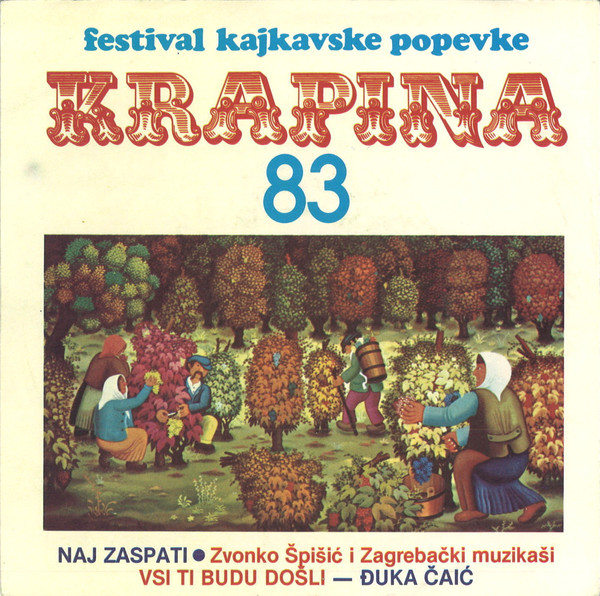 festival kajkavske popevke
KRAPINA
83
NAJ ZASPATI ● Zvonko Špišić i Zagrebački muzikaši
VSI TI BUDU DOŠLI — ĐUKA ČAIĆ